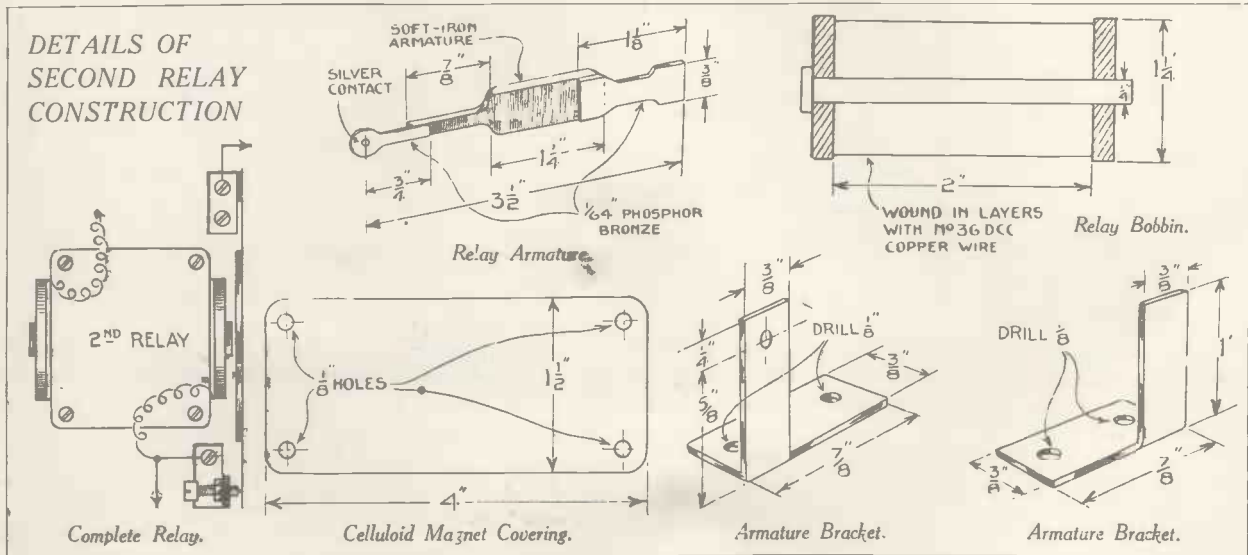 DETAILS OF
SECOND RELAY
CONSTRUCTION
SOFT-IRON
ARMATURE
SILVER
CONTACT
7/8"
1 1/8"
3/8"
3/4"
1 1/4"
3 1/2"
1/64" PHOSPHOR
BRONZE
Relay Armature
1 1/4"
1/4"
2"
WOUND IN LAYERS
WITH Nº 36 DCC
COPPER WIRE
Relay Bobbin.
2ND RELAY
Complete Relay.
1/8" HOLES
1 1/2"
4"
Celluloid Magnet Covering.
3/8"
DRILL 1/8"
1/4"
5/8"
3/8"
7/8"
Armature Bracket.
3/8"
DRILL 1/8"
1"
3/8"
7/8"
Armature Bracket.